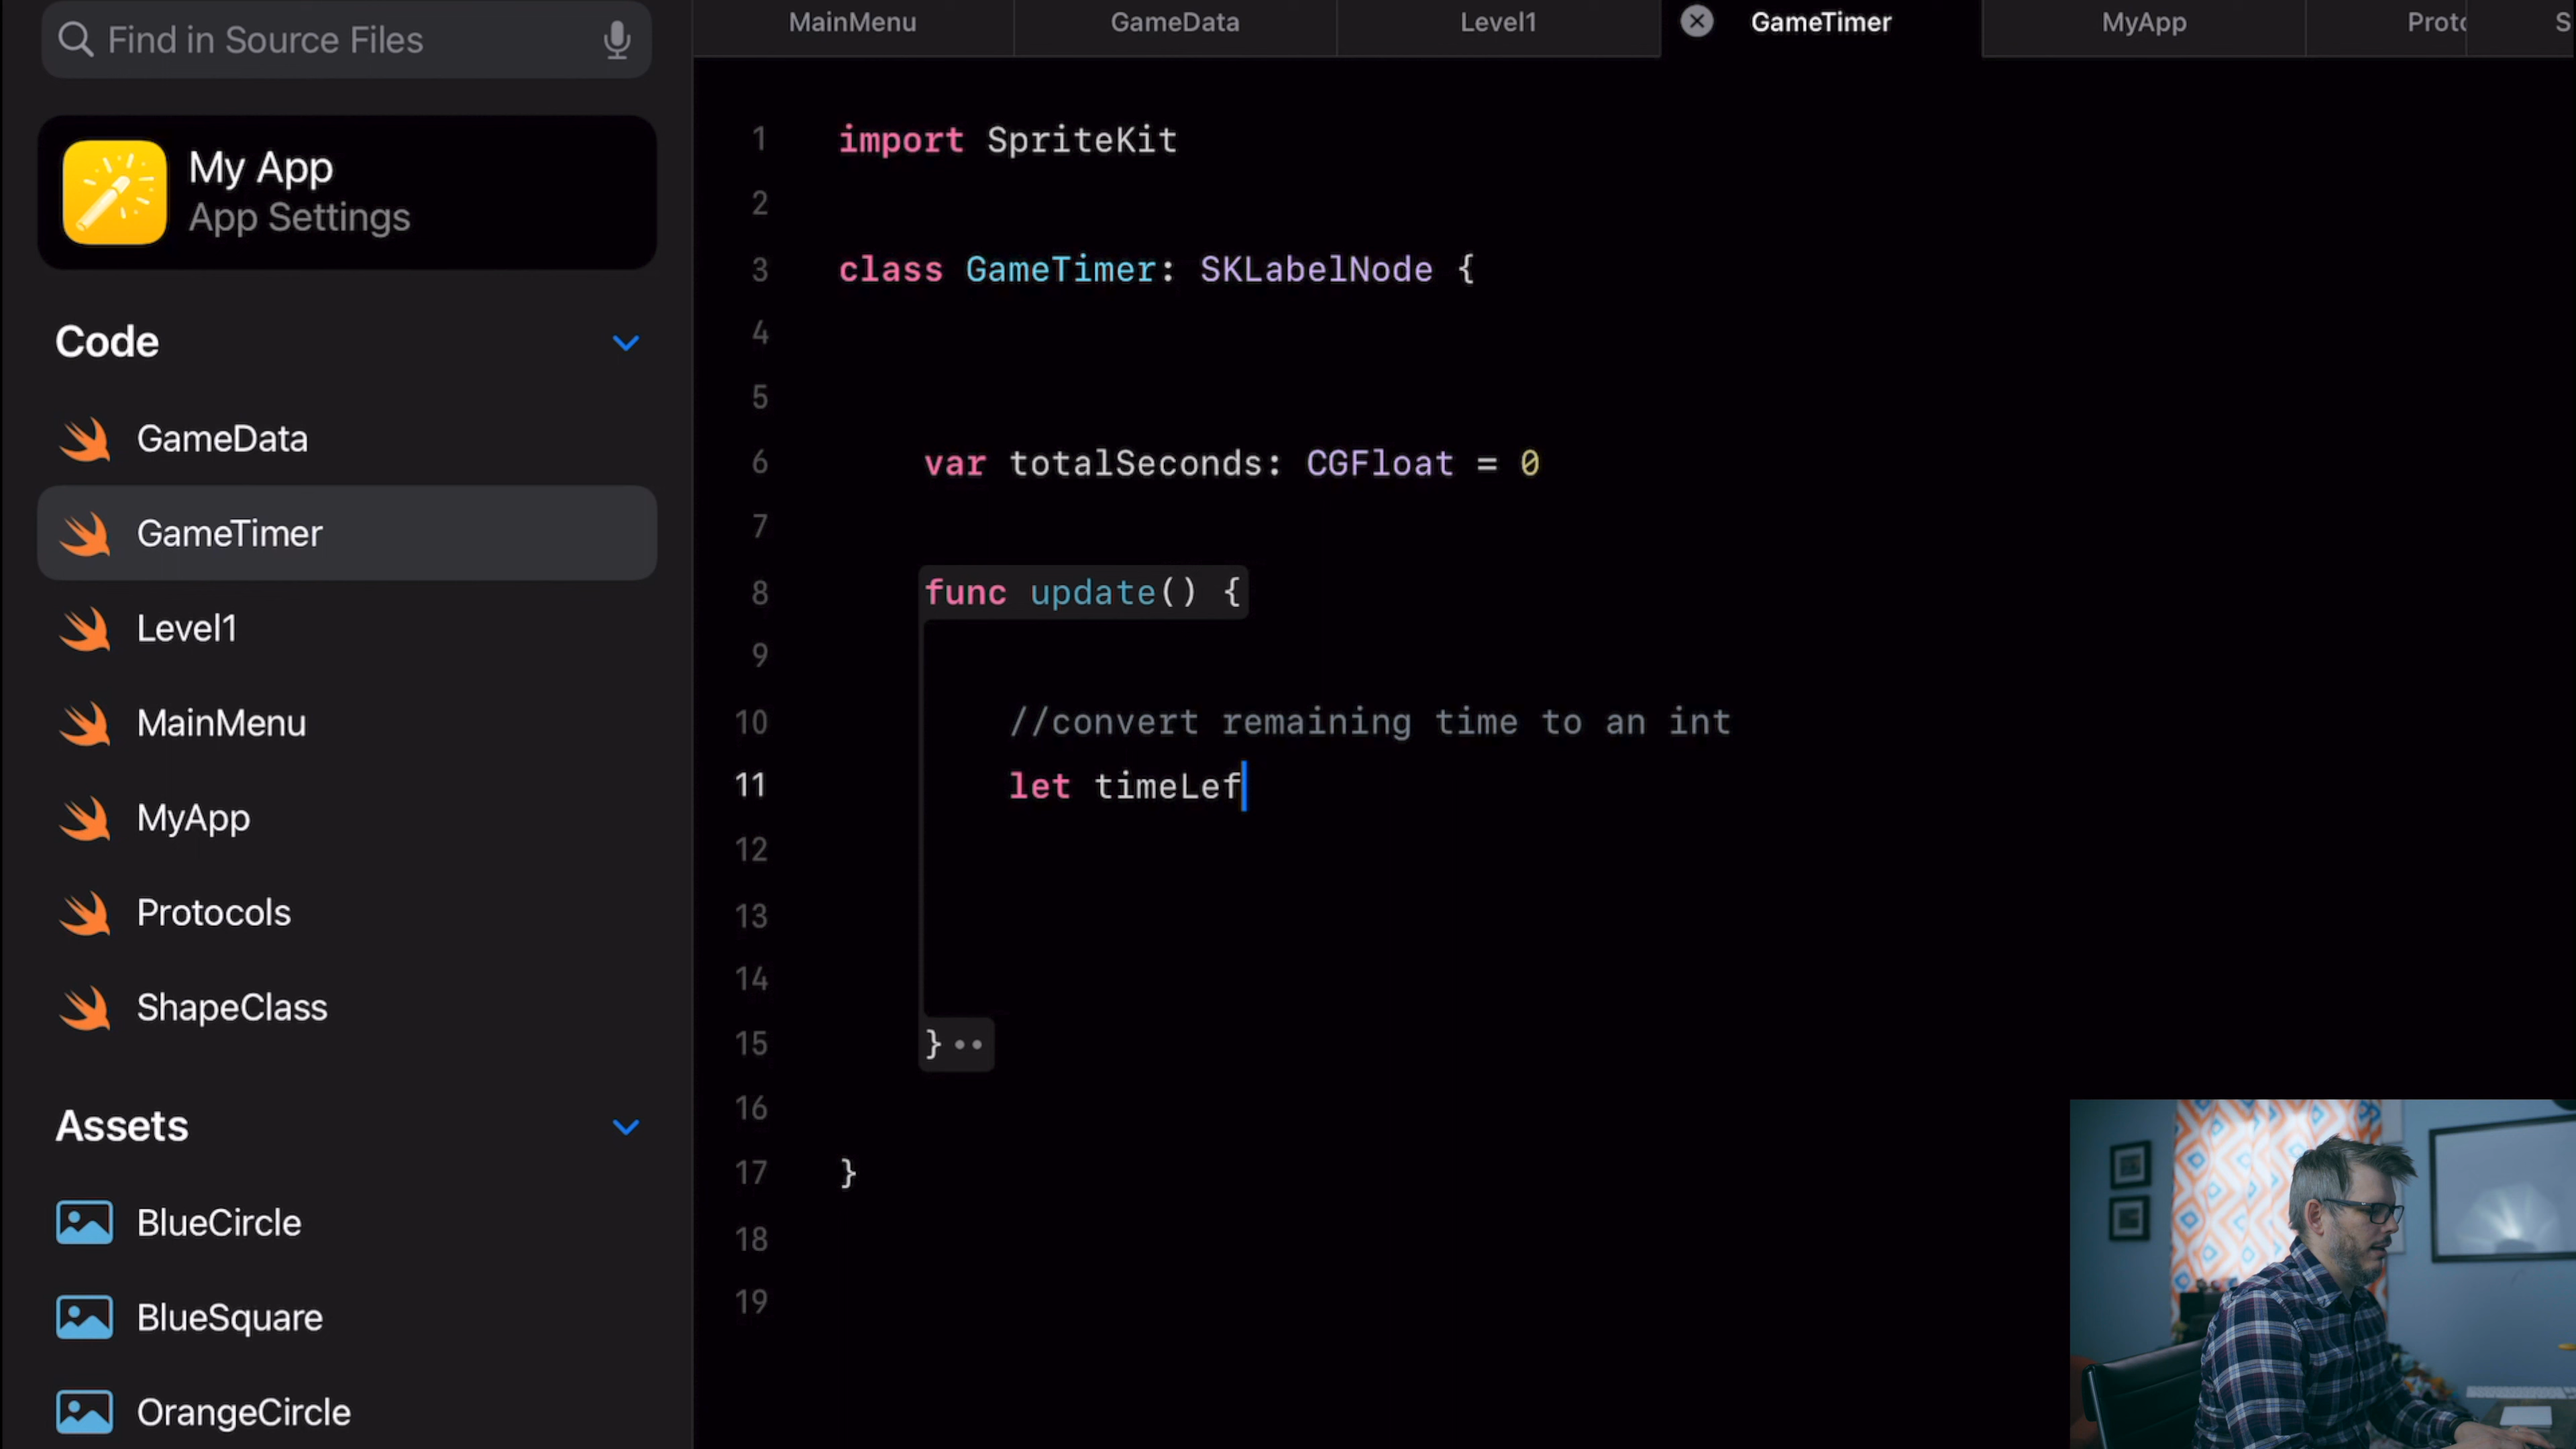 Find in Source Files
My App
App Settings
Code
GameData
GameTimer
Level1
MainMenu
MyApp
Protocols
ShapeClass
Assets
BlueCircle
BlueSquare
OrangeCircle
MainMenu
GameData
Level1
GameTimer
MyApp
Proto
S
1 import SpriteKit
2
3 class GameTimer: SKLabelNode {
4
5
6 var totalSeconds: CGFloat = 0
7
8 func update() {
9
10 //convert remaining time to an int
11 let timeLef
12
13
14
15 }
16
17 }
18
19